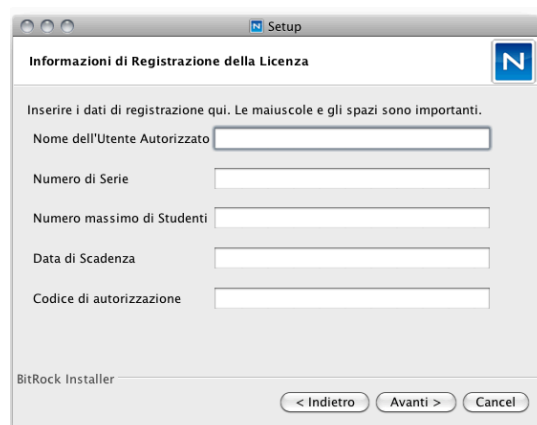 Setup
Informazioni di Registrazione della Licenza
N
Inserire i dati di registrazione qui. Le maiuscole e gli spazi sono importanti.
Nome dell'Utente Autorizzato
Numero di Serie
Numero massimo di Studenti
Data di Scadenza
Codice di autorizzazione
BitRock Installer
< Indietro Avanti > Cancel